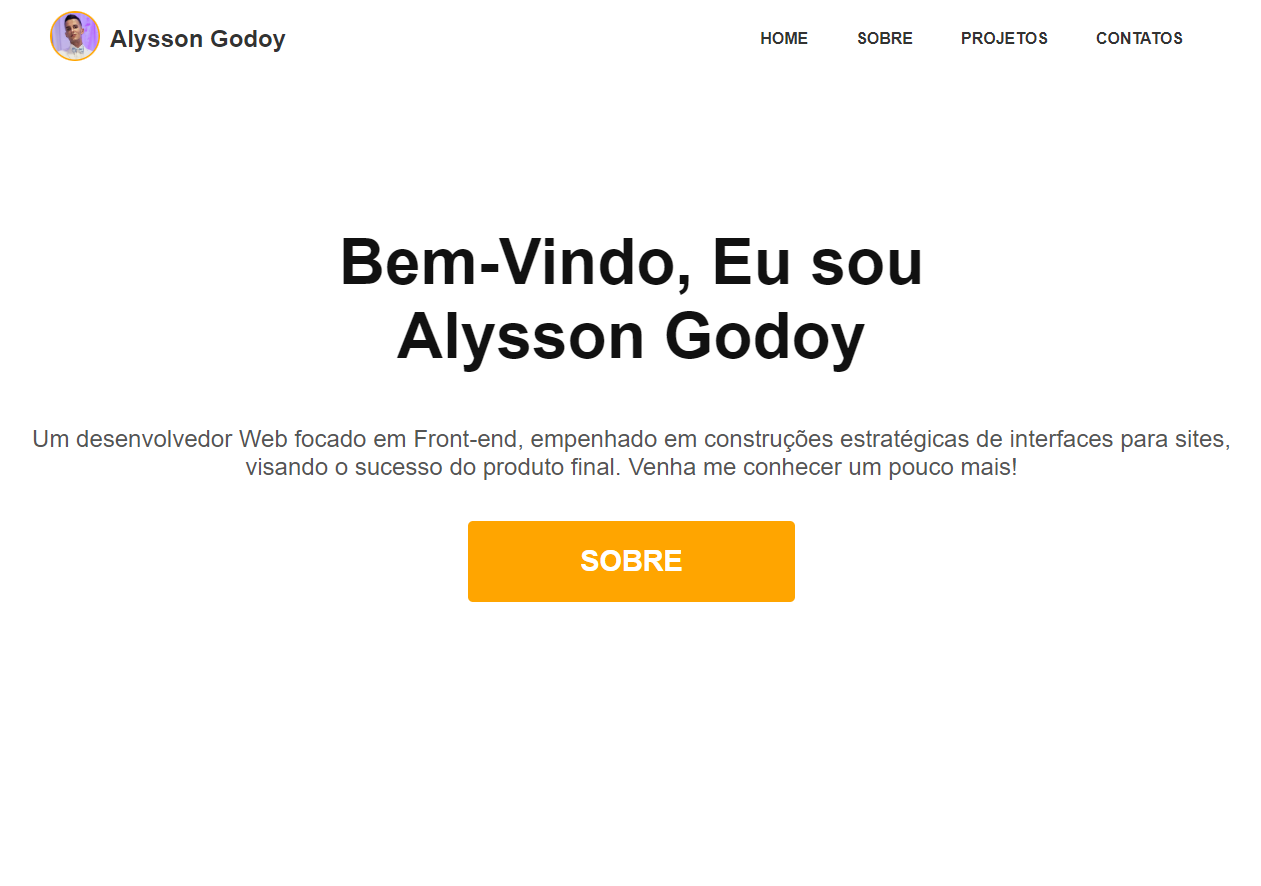 Alysson Godoy
HOME SOBRE PROJETOS CONTATOS
Bem-Vindo, Eu sou
Alysson Godoy
Um desenvolvedor Web focado em Front-end, empenhado em construções estratégicas de interfaces para sites,
visando o sucesso do produto final. Venha me conhecer um pouco mais!
SOBRE